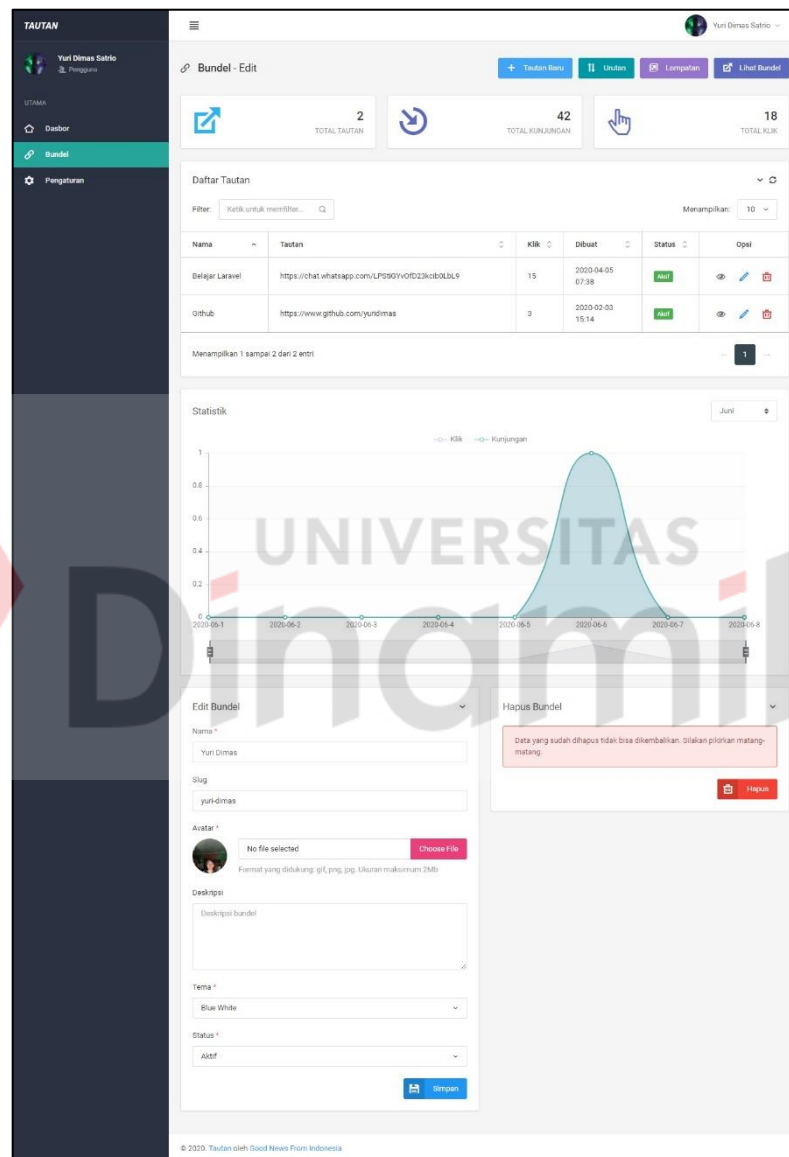 TAUTAN
Yuri Dimas Satrio
Yuri Dimas Satrio
Pengguna
UTAMA
Dasbor
Bundel
Pengaturan
Bundel - Edit
Tautan Baru
Urutan
Lompatan
Lihat Bundel
2
TOTAL TAUTAN
42
TOTAL KUNJUNGAN
18
TOTAL KLIK
Daftar Tautan
Filter: Ketik untuk memfilter...
Menampilkan: 10
Nama Tautan Klik Dibuat Status Opsi
Belajar Laravel 15 2020-04-05 07:38 Aktif
Github https://www.github.com/yuridimas 3 2020-02-03 15:14 Aktif
Menampilkan 1 sampai 2 dari 2 entri
← 1 →
Statistik
Juni
Klik Kunjungan
1
0.8
0.6
0.4
0.2
0
2020-06-1 2020-06-2 2020-06-3 2020-06-4 2020-06-5 2020-06-6 2020-06-7 2020-06-8
UNIVERSITAS
Dinami
Edit Bundel
Nama *
Yuri Dimas
Slug
yuri-dimas
Avatar *
No file selected
Choose File
Format yang didukung: gif, png, jpg. Ukuran maksimum 2Mb
Deskripsi
Deskripsi bundel
Tema *
Blue White
Status *
Aktif
Simpan
Hapus Bundel
Data yang sudah dihapus tidak bisa dikembalikan. Silakan pikirkan matang-
matang.
Hapus
© 2020. Tautan oleh Good News From Indonesia